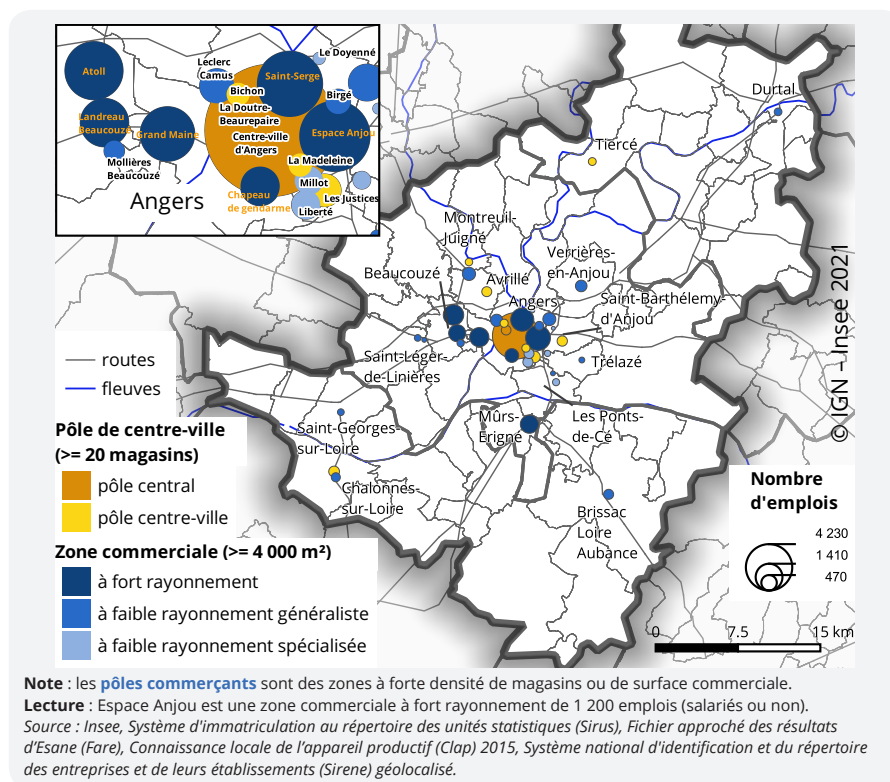 Le Doyenné
Leclerc
Camus
Atoll
Saint-Serge
Bichon
Birgé
La Doutre-
Beaurepaire
Landreau
Beaucouzé
Grand Maine
Centre-ville
d'Angers
Espace Anjou
Mollières
Beaucouzé
La Madeleine
Millot
Angers
Chapeau
de gendarme
Les Justices
Liberté
Durtal
Tiercé
Montreuil-
Juigné
Verrières-
en-Anjou
Beaucouzé
Avrillé
Angers
Saint-Barthélemy-
d'Anjou
Saint-Léger-
de-Linières
Trélazé
Mûrs-
Erigné
Les Ponts-
de-Cé
Saint-Georges-
sur-Loire
Chalonnes-
sur-Loire
Brissac
Loire
Aubance
© IGN – Insee 2021
routes
fleuves
Pôle de centre-ville
(>= 20 magasins)
pôle central
pôle centre-ville
Zone commerciale (>= 4 000 m²)
à fort rayonnement
à faible rayonnement généraliste
à faible rayonnement spécialisée
Nombre
d'emplois
4 230
1 410
470
0 7.5 15 km
Note : les pôles commerçants sont des zones à forte densité de magasins ou de surface commerciale.
Lecture : Espace Anjou est une zone commerciale à fort rayonnement de 1 200 emplois (salariés ou non).
Source : Insee, Système d'immatriculation au répertoire des unités statistiques (Sirus), Fichier approché des résultats
d'Esane (Fare), Connaissance locale de l'appareil productif (Clap) 2015, Système national d'identification et du répertoire
des entreprises et de leurs établissements (Sirene) géolocalisé.